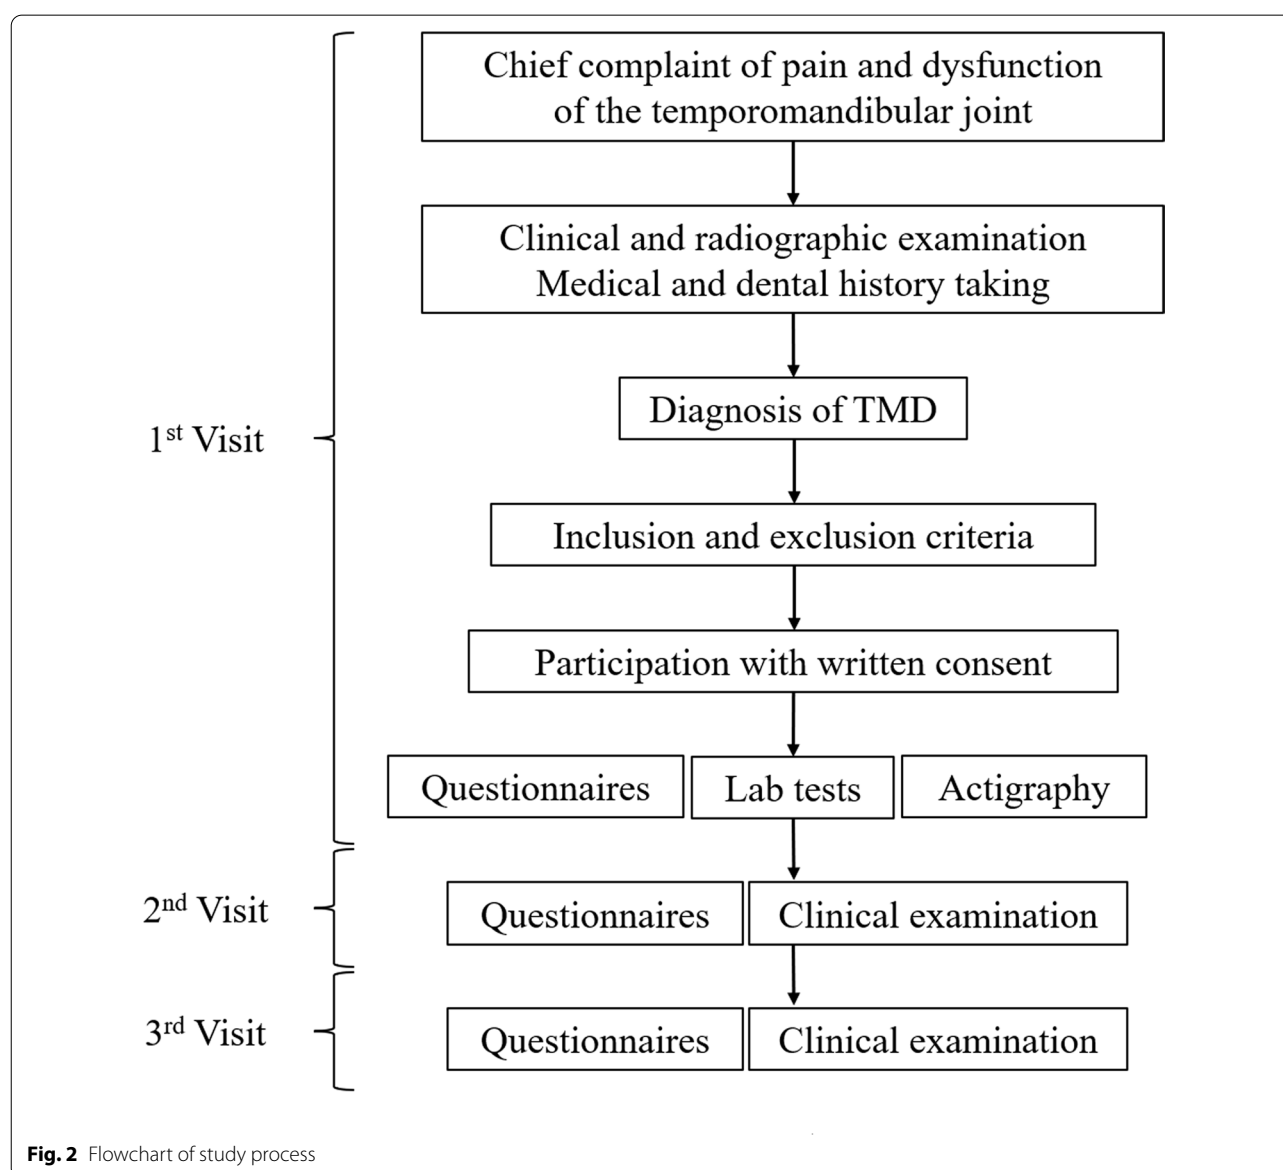 Chief complaint of pain and dysfunction
of the temporomandibular joint
Clinical and radiographic examination
Medical and dental history taking
Diagnosis of TMD
1st Visit
Inclusion and exclusion criteria
Participation with written consent
Questionnaires
Lab tests
Actigraphy
2nd Visit
Questionnaires
Clinical examination
3rd Visit
Questionnaires
Clinical examination
Fig. 2 Flowchart of study process